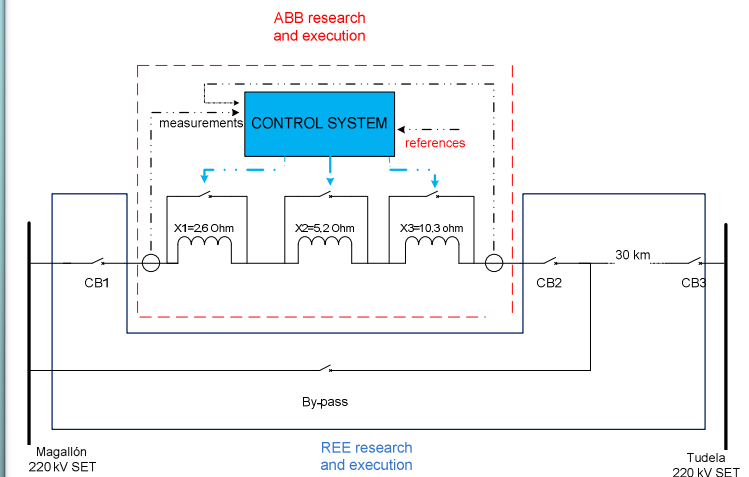 ABB research
and execution
CONTROL SYSTEM
measurements
references
X1=2,6 Ohm
X2=5,2 Ohm
X3=10,3 ohm
30 km
CB1
CB2
CB3
By-pass
Magallón
220 kV SET
REE research
and execution
Tudela
220 kV SET